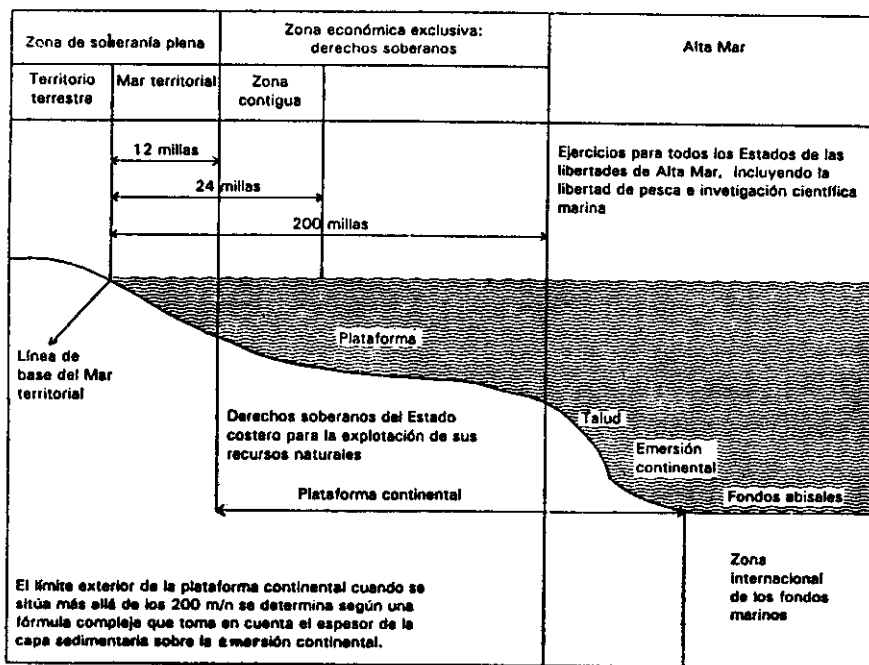 Zona de soberanía plena
Zona económica exclusiva:
derechos soberanos
Alta Mar
Territorio
terrestre
Mar territorial
Zona
contigua
12 millas
24 millas
200 millas
Ejercicios para todos los Estados de las
libertades de Alta Mar, incluyendo la
libertad de pesca e invetigación científica
marina
Línea de
base del Mar
territorial
Plataforma
Derechos soberanos del Estado
costero para la explotación de sus
recursos naturales
Talud
Emersión
continental
Plataforma continental
Fondos abisales
El límite exterior de la plataforma continental cuando se
sitúa más allá de los 200 m/n se determina según una
fórmula compleja que toma en cuenta el espesor de la
capa sedimentaria sobre la emersión continental.
Zona
internacional
de los fondos
marinos